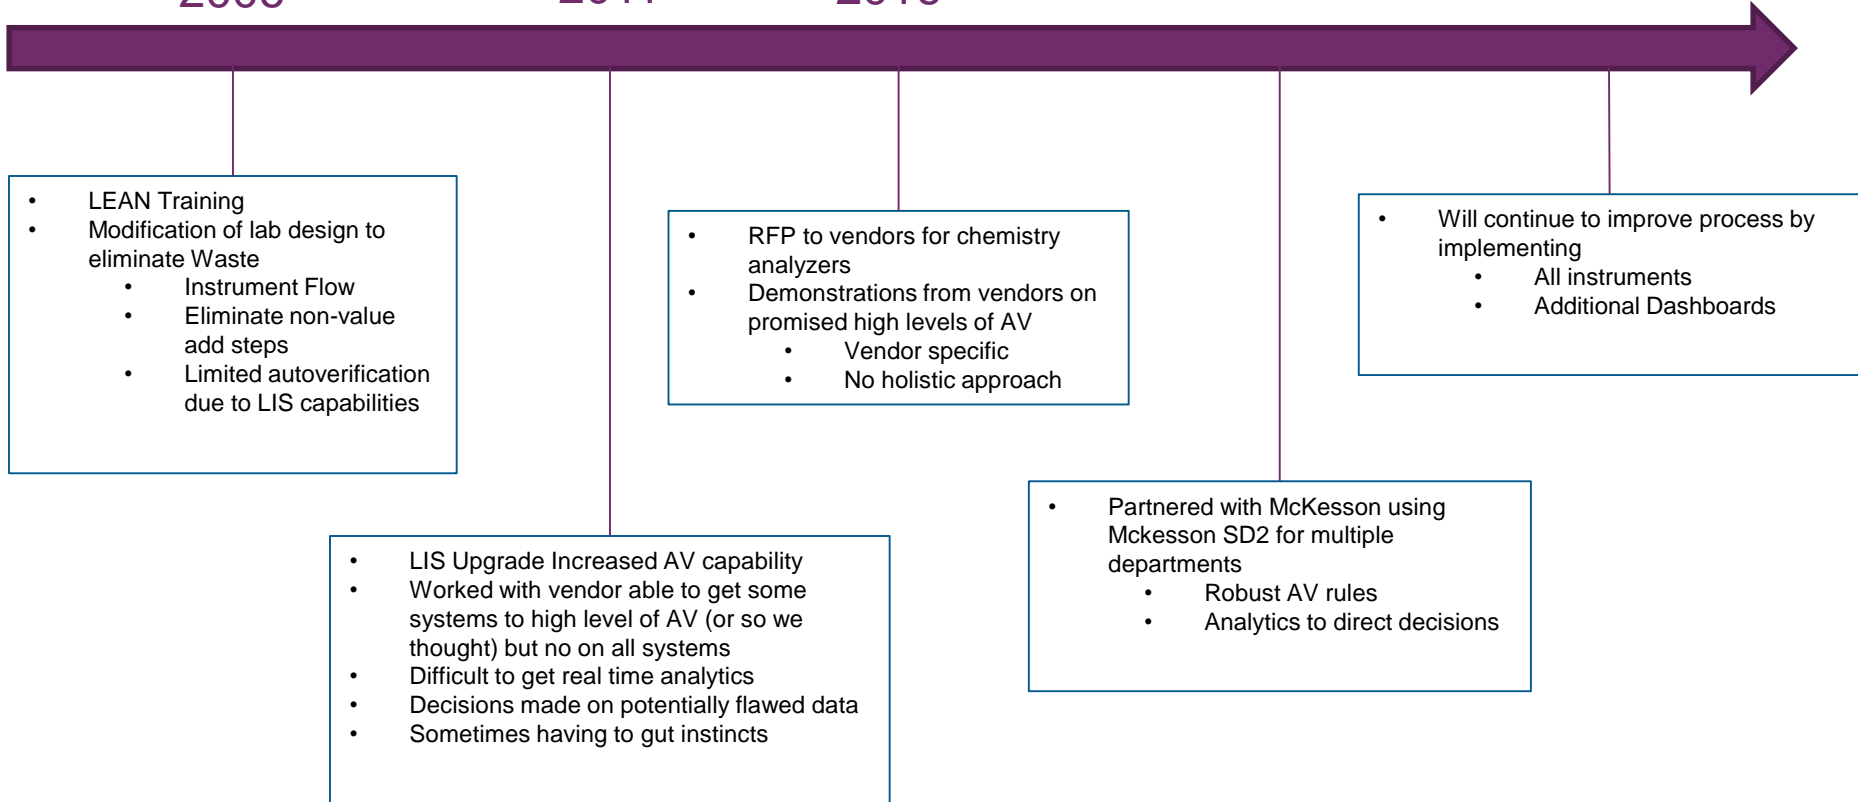 • LEAN Training
• Modification of lab design to
eliminate Waste
• Instrument Flow
• Eliminate non-value
add steps
• Limited autoverification
due to LIS capabilities
• LIS Upgrade Increased AV capability
• Worked with vendor able to get some
systems to high level of AV (or so we
thought) but no on all systems
• Difficult to get real time analytics
• Decisions made on potentially flawed data
• Sometimes having to gut instincts
• RFP to vendors for chemistry
analyzers
• Demonstrations from vendors on
promised high levels of AV
• Vendor specific
• No holistic approach
• Partnered with McKesson using
Mckesson SD2 for multiple
departments
• Robust AV rules
• Analytics to direct decisions
• Will continue to improve process by
implementing
• All instruments
• Additional Dashboards